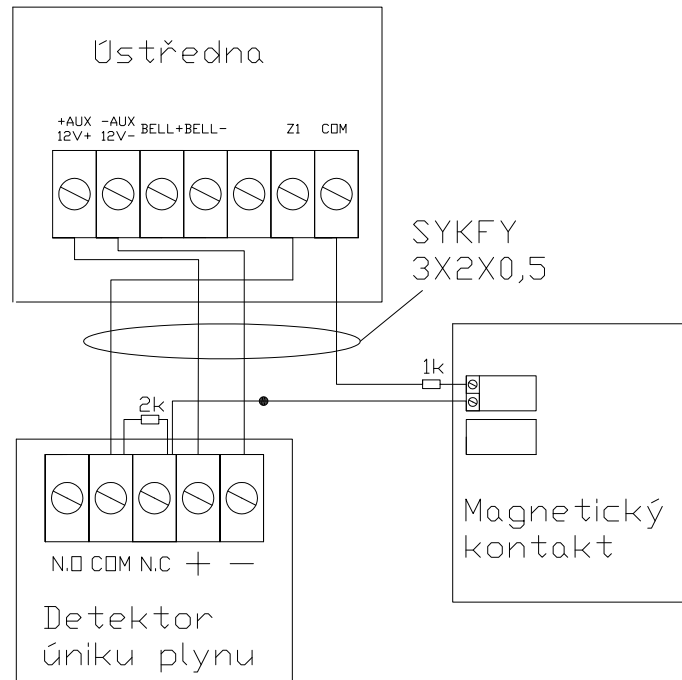 Ústředna
+AUX -AUX
12V+ 12V- BELL+ BELL- Z1 COM
SYKFY
3X2X0,5
1k
2k
N.O COM N.C + -
Magnetický
kontakt
Detektor
úniku plynu